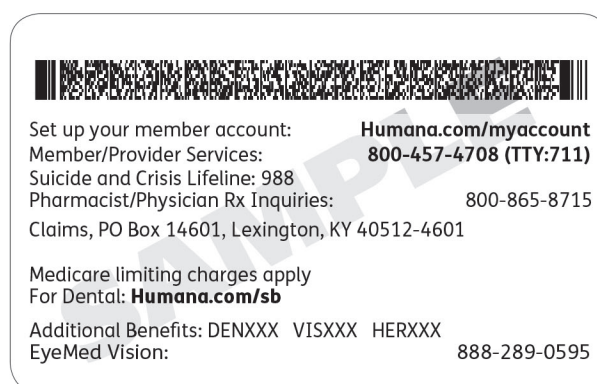 Set up your member account: Humana.com/myaccount
Member/Provider Services: 800-457-4708 (TTY:711)
Suicide and Crisis Lifeline: 988
Pharmacist/Physician Rx Inquiries: 800-865-8715
Claims, PO Box 14601, Lexington, KY 40512-4601
Medicare limiting charges apply
For Dental: Humana.com/sb
Additional Benefits: DENXXX VISXXX HERXXX
EyeMed Vision: 888-289-0595
SAMPLE